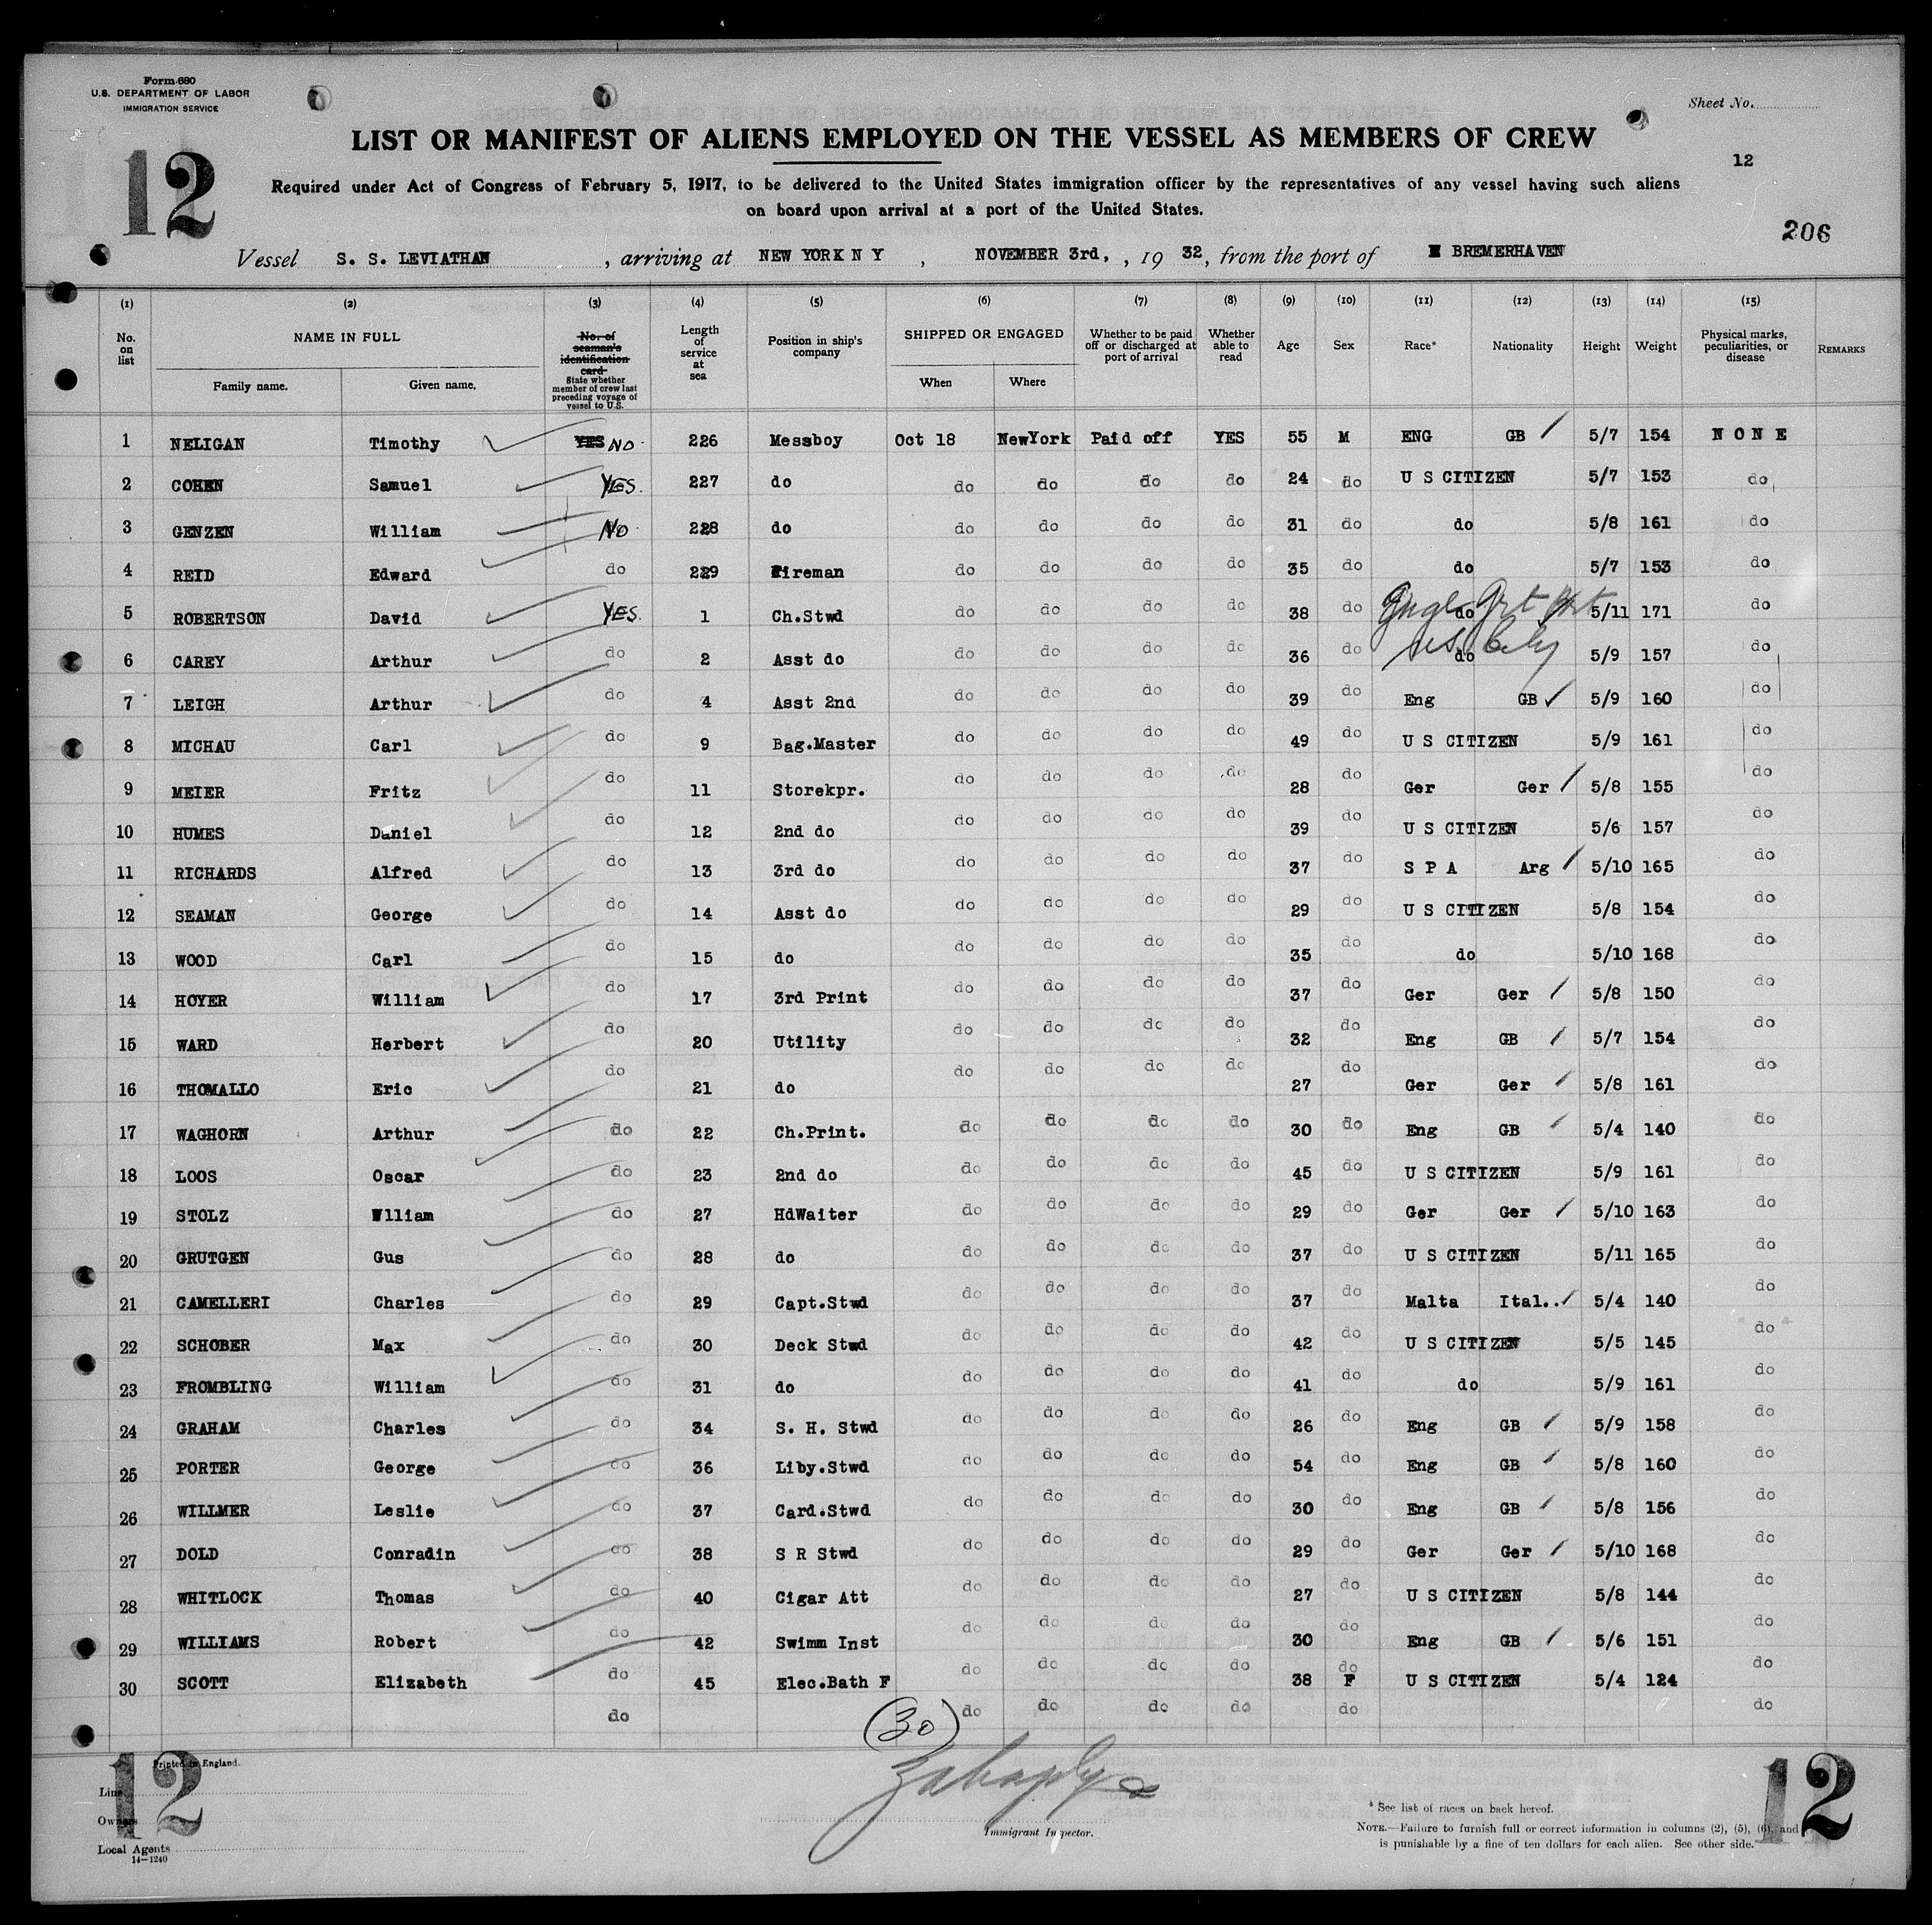 Form 680
U.S. DEPARTMENT OF LABOR
IMMIGRATION SERVICE
Sheet No.
12
LIST OR MANIFEST OF ALIENS EMPLOYED ON THE VESSEL AS MEMBERS OF CREW
12
Required under Act of Congress of February 5, 1917, to be delivered to the United States immigration officer by the representatives of any vessel having such aliens
on board upon arrival at a port of the United States.
206
Vessel S. S. LEVIATHAN, arriving at NEW YORK N Y, NOVEMBER 3rd, , 1932, from the port of BREMERHAVEN
(1) (2) (3) (4) (5) (6) (7) (8) (9) (10) (11) (12) (13) (14) (15)
No. on list
NAME IN FULL
Family name. Given name.
No. of seaman's identification card
State whether member of crew last preceding voyage of vessel to U.S.
Length of service at sea
Position in ship's company
SHIPPED OR ENGAGED
When Where
Whether to be paid off or discharged at port of arrival
Whether able to read
Age
Sex
Race*
Nationality
Height
Weight
Physical marks, peculiarities, or disease
REMARKS
1 NELIGAN Timothy YES NO 226 Messboy Oct 18 NewYork Paid off YES 55 M ENG GB 5/7 154 N O N E
2 COHEN Samuel YES. 227 do do do do do 24 do U S CITIZEN 5/7 153 do
3 GENZEN William No 228 do do do do do 31 do do 5/8 161 do
4 REID Edward do 229 Fireman do do do do 35 do do 5/7 153 do
5 ROBERTSON David YES. 1 Ch.Stwd do do do do 38 do do Grt 5/11 171 do
6 CAREY Arthur do 2 Asst do do do do do 36 do do US 5/9 157 do
7 LEIGH Arthur do 4 Asst 2nd do do do do 39 do Eng GB 5/9 160 do
8 MICHAU Carl do 9 Bag.Master do do do do 49 do U S CITIZEN 5/9 161 do
9 MEIER Fritz do 11 Storekpr. do do do do 28 do Ger Ger 5/8 155 do
10 HUMES Daniel do 12 2nd do do do do do 39 do U S CITIZEN 5/6 157 do
11 RICHARDS Alfred do 13 3rd do do do do do 37 do S P A Arg 5/10 165 do
12 SEAMAN George do 14 Asst do do do do do 29 do U S CITIZEN 5/8 154 do
13 WOOD Carl do 15 do do do do do 35 do do 5/10 168 do
14 HOYER William do 17 3rd Print do do do do 37 do Ger Ger 5/8 150 do
15 WARD Herbert do 20 Utility do do do do 32 do Eng GB 5/7 154 do
16 THOMALLO Eric do 21 do do do do do 27 do Ger Ger 5/8 161 do
17 WAGHORN Arthur do 22 Ch.Print. do do do do 30 do Eng GB 5/4 140 do
18 LOOS Oscar do 23 2nd do do do do do 45 do U S CITIZEN 5/9 161 do
19 STOLZ Wlliam do 27 HdWaiter do do do do 29 do Ger Ger 5/10 163 do
20 GRUTGEN Gus do 28 do do do do do 37 do U S CITIZEN 5/11 165 do
21 CAMELLERI Charles do 29 Capt.Stwd do do do do 37 do Malta Ital.. 5/4 140 do
22 SCHOBER Max do 30 Deck Stwd do do do do 42 do U S CITIZEN 5/5 145 do
23 FROMBLING William do 31 do do do do do 41 do do 5/9 161 do
24 GRAHAM Charles do 34 S. H. Stwd do do do do 26 do Eng GB 5/9 158 do
25 PORTER George do 36 Liby.Stwd do do do do 54 do Eng GB 5/8 160 do
26 WILLMER Leslie do 37 Card.Stwd do do do do 30 do Eng GB 5/8 156 do
27 DOLD Conradin do 38 S R Stwd do do do do 29 do Ger Ger 5/10 168 do
28 WHITLOCK Thomas do 40 Cigar Att do do do do 27 do U S CITIZEN 5/8 144 do
29 WILLIAMS Robert do 42 Swimm Inst do do do do 30 do Eng GB 5/6 151 do
30 SCOTT Elizabeth do 45 Elec.Bath F do do do do 38 do F U S CITIZEN 5/4 124 do
do do do do do do do
(30)
12
Printed in England.
Line
Owners
Local Agents
14—1240
Immigrant Inspector.
* See list of races on back hereof.
NOTE.—Failure to furnish full or correct information in columns (2), (5), (6), and
is punishable by a fine of ten dollars for each alien. See other side.
12